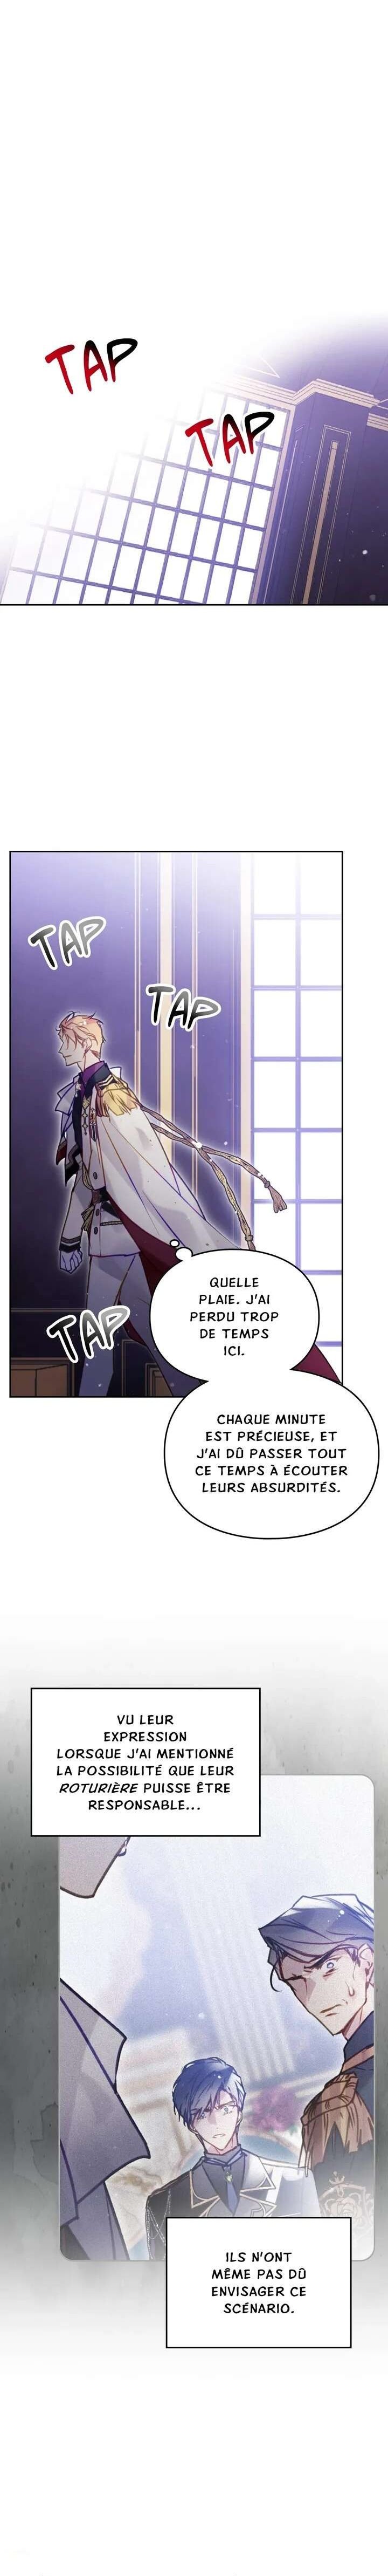 TAP
TAP
TAP
TAP
TAP
QUELLE
PLAIE. J'AI
PERDU TROP
DE TEMPS
ICI.
CHAQUE MINUTE
EST PRÉCIEUSE, ET
J'AI DÛ PASSER TOUT
CE TEMPS À ÉCOUTER
LEURS ABSURDITÉS.
VU LEUR
EXPRESSION
LORSQUE J'AI MENTIONNÉ
LA POSSIBILITÉ QUE LEUR
ROTURIÈRE PUISSE ÊTRE
RESPONSABLE...
ILS N'ONT
MÊME PAS DÛ
ENVISAGER CE
SCÉNARIO.